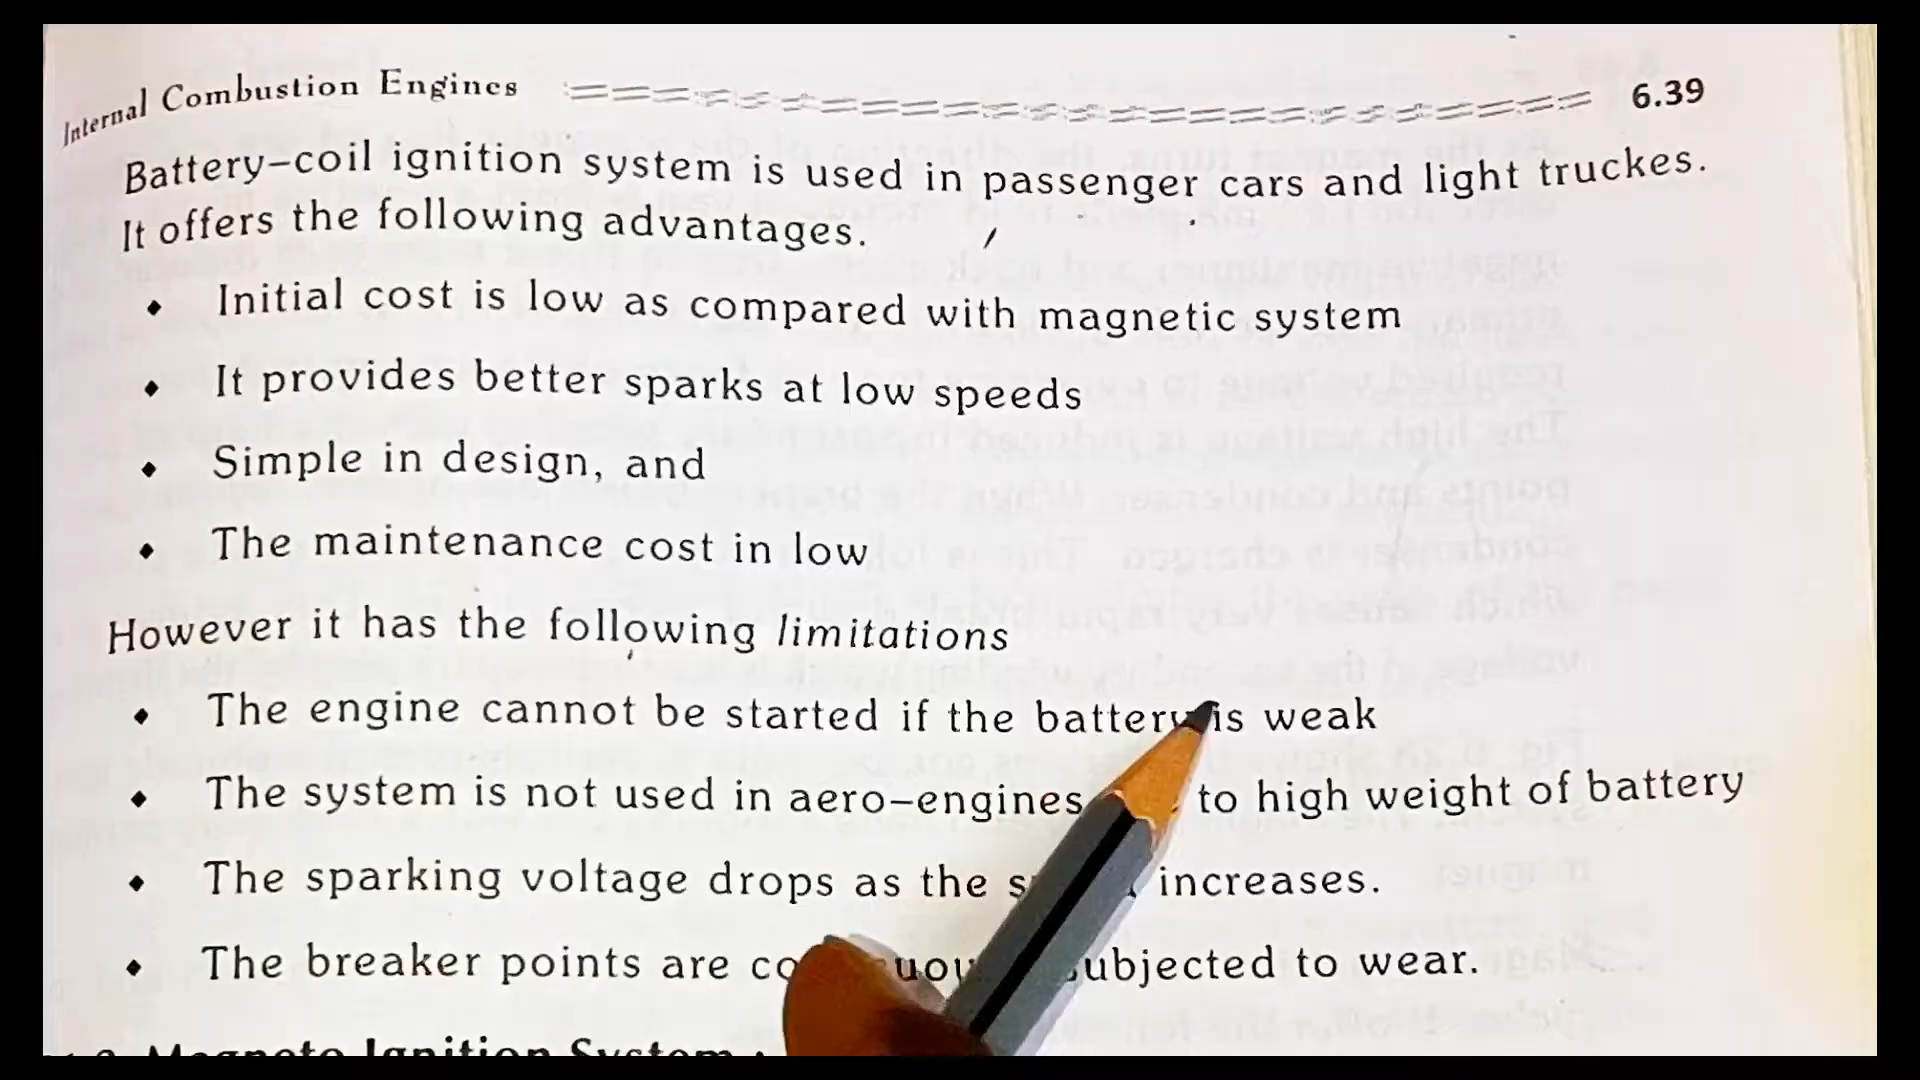 Internal Combustion Engines 6.39
Battery-coil ignition system is used in passenger cars and light truckes.
It offers the following advantages.
Initial cost is low as compared with magnetic system
It provides better sparks at low speeds
Simple in design, and
The maintenance cost in low
However it has the following limitations
The engine cannot be started if the battery is weak
The system is not used in aero-engines to high weight of battery
The sparking voltage drops as the increases.
The breaker points are subjected to wear.
Magneto Ignition System :